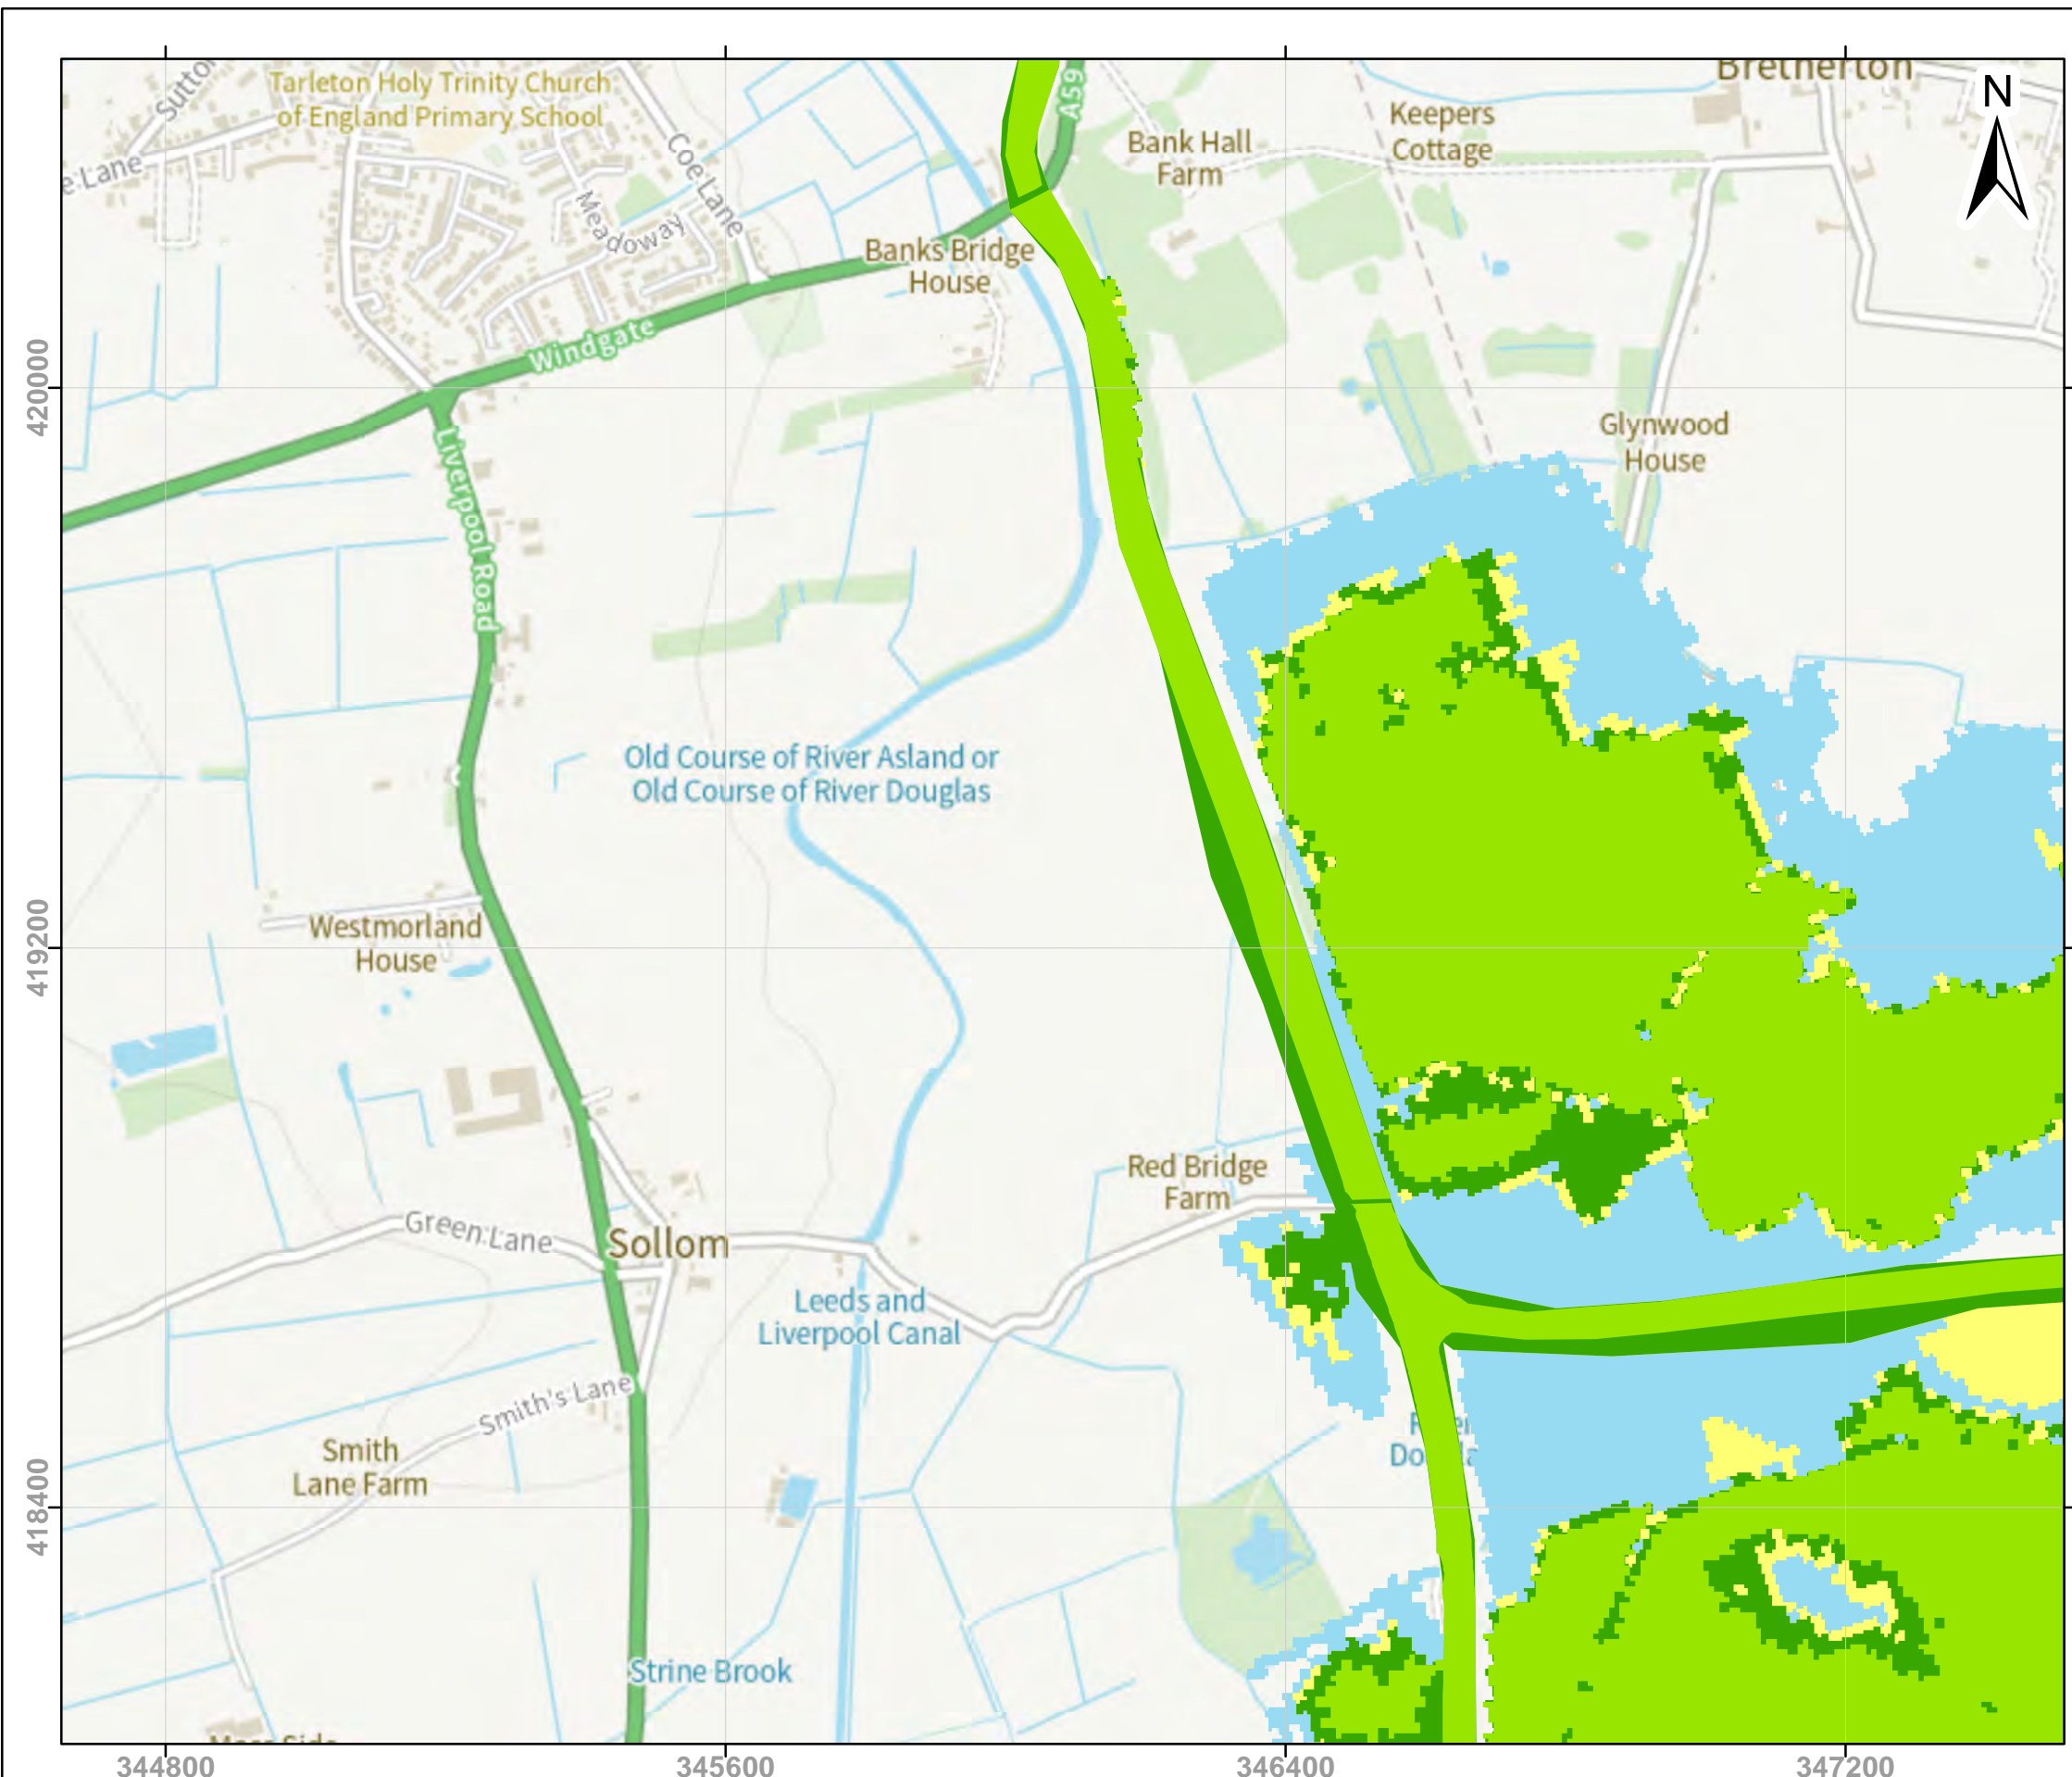 Sutto
Tarleton Holy Trinity Church
of England Primary School
Bretherton
N
A59
Keepers
Cottage
Bank Hall
Farm
Coe Lane
e Lane
Meadoway
Banks Bridge
House
Windgate
420000
Glynwood
House
Liverpool Road
Old Course of River Asland or
Old Course of River Douglas
419200
Westmorland
House
Red Bridge
Farm
Green Lane
Sollom
Leeds and
Liverpool Canal
Smith's Lane
Smith
Lane Farm
418400
Strine Brook
344800
345600
346400
347200